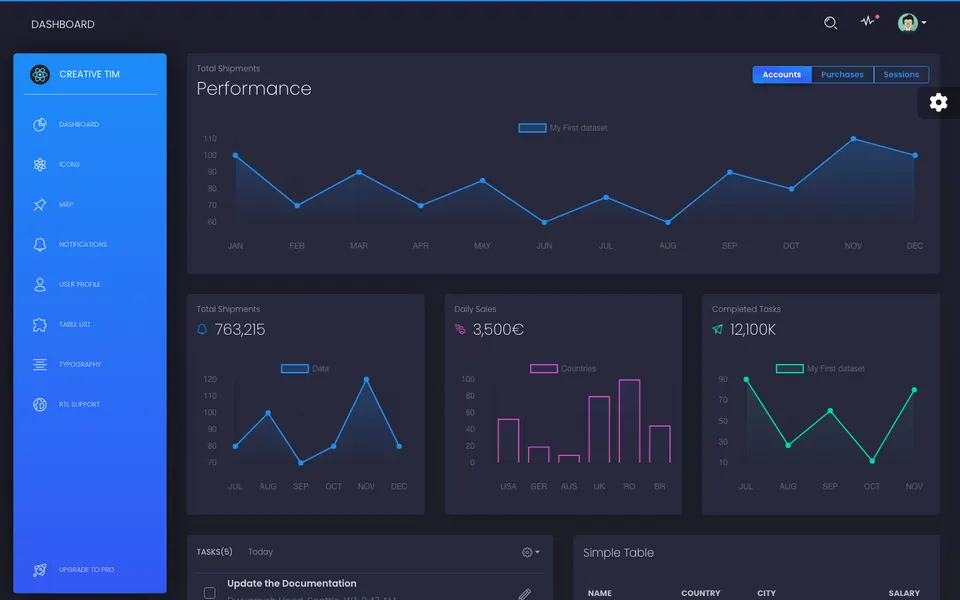 DASHBOARD
CREATIVE TIM
DASHBOARD
ICONS
MAP
NOTIFICATIONS
USER PROFILE
TABLE LIST
TYPOGRAPHY
RTL SUPPORT
UPGRADE TO PRO
Total Shipments
Performance
Accounts Purchases Sessions
My First dataset
110
100
90
80
70
60
JAN FEB MAR APR MAY JUN JUL AUG SEP OCT NOV DEC
Total Shipments
763,215
Data
120
110
100
90
80
70
JUL AUG SEP OCT NOV DEC
Daily Sales
3,500€
Countries
100
80
60
40
20
0
USA GER AUS UK RO BR
Completed Tasks
12,100K
My First dataset
90
70
50
30
10
JUL AUG SEP OCT NOV
TASKS(5) Today
Update the Documentation
Simple Table
NAME COUNTRY CITY SALARY